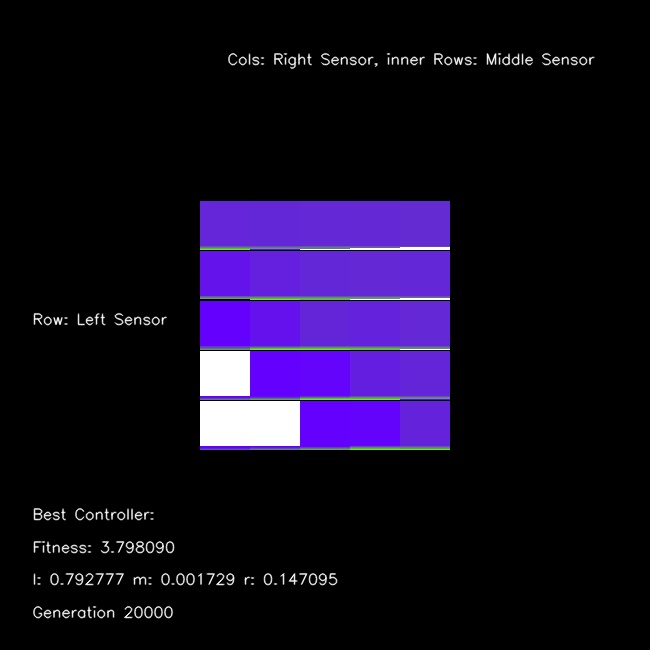 Cols: Right Sensor, inner Rows: Middle Sensor
Row: Left Sensor
Best Controller:
Fitness: 3.798090
l: 0.792777 m: 0.001729 r: 0.147095
Generation 20000